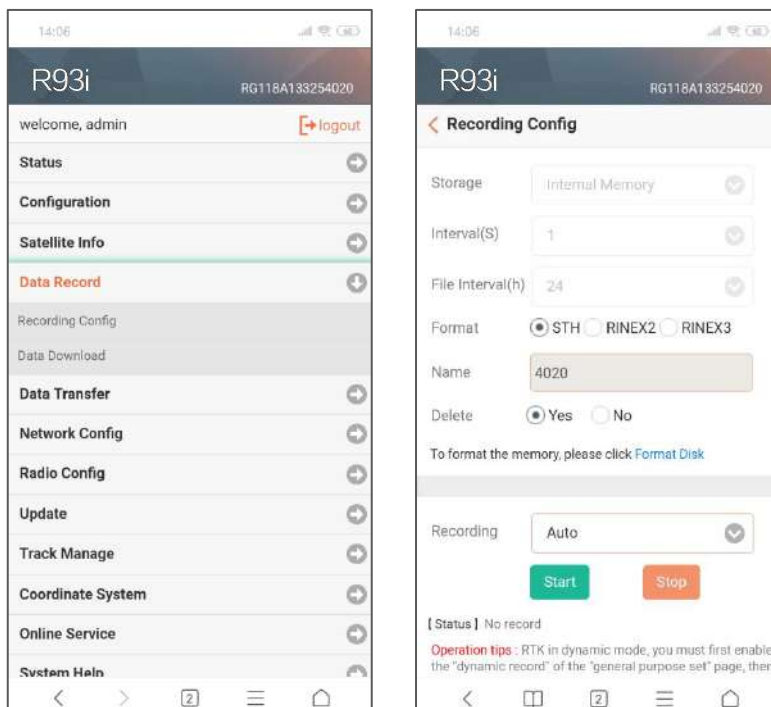 14:06
R93i
RG118A133254020
welcome, admin
logout
Status
Configuration
Satellite Info
Data Record
Recording Config
Data Download
Data Transfer
Network Config
Radio Config
Update
Track Manage
Coordinate System
Online Service
System Help
2
14:06
R93i
RG118A133254020
Recording Config
Storage Internal Memory
Interval(S) 1
File Interval(h) 24
Format STH RINEX2 RINEX3
Name 4020
Delete Yes No
To format the memory, please click Format Disk
Recording Auto
Start Stop
[ Status ] No record
Operation tips : RTK in dynamic mode, you must first enable
the "dynamic record" of the "general purpose set" page, then
2